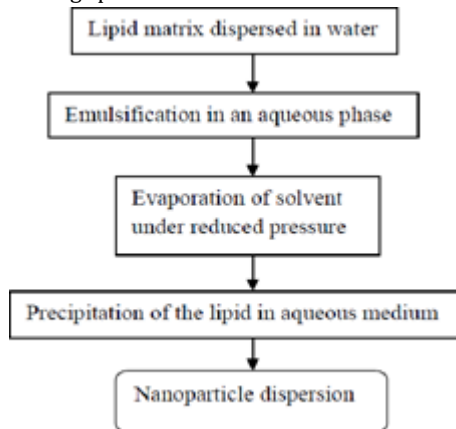 Lipid matrix dispersed in water
Emulsification in an aqueous phase
Evaporation of solvent
under reduced pressure
Precipitation of the lipid in aqueous medium
Nanoparticle dispersion